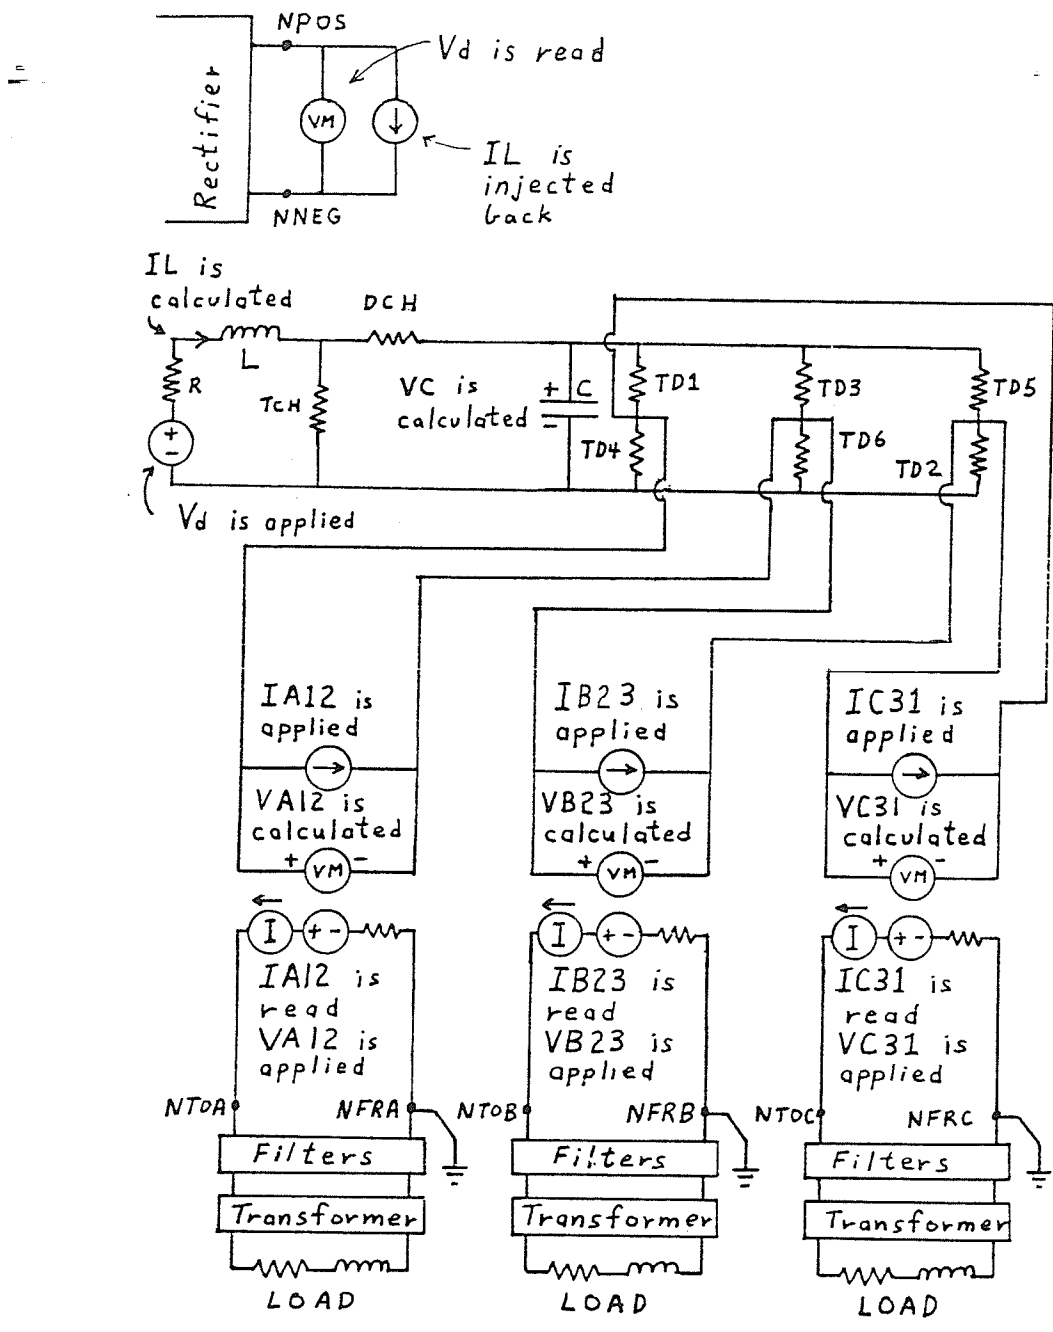 NPOS
Vd is read
Rectifier
VM
IL is
injected
back
NNEG
IL is
calculated
DCH
L
R
TCH
VC is
calculated
+
C
-
TD1
TD3
TD5
TD4
TD6
TD2
+
-
Vd is applied
IA12 is
applied
IB23 is
applied
IC31 is
applied
VA12 is
calculated
VB23 is
calculated
VC31 is
calculated
+ VM -
+ VM -
+ VM -
I + -
I + -
I + -
IA12 is
read
VA12 is
applied
IB23 is
read
VB23 is
applied
IC31 is
read
VC31 is
applied
NTOA
NFRA
NTOB
NFRB
NTOC
NFRC
Filters
Filters
Filters
Transformer
Transformer
Transformer
LOAD
LOAD
LOAD